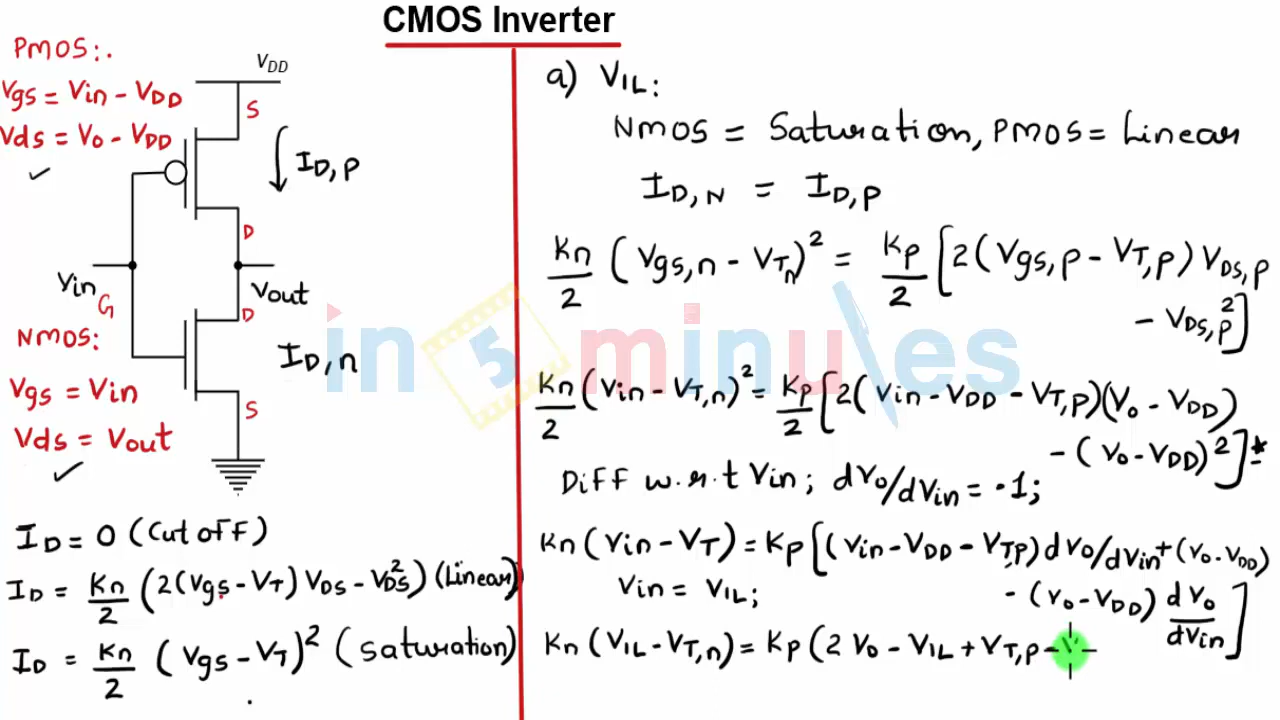 CMOS Inverter
PMOS:.
Vgs = Vin - VDD
Vds = Vo - VDD
VDD
S
ID,P
D
Vin
G
Vout
D
NMOS:
Vgs = Vin
Vds = Vout
ID,n
S
ID = 0 (Cut off)
ID = Kn/2 (2(Vgs - VT) VDS - VDS²) (Linear)
ID = Kn/2 (Vgs - VT)² (Saturation)
a) VIL:
NMOS = Saturation, PMOS = Linear
ID,N = ID,P
Kn/2 (Vgs,n - VTn)² = Kp/2 [2(Vgs,p - VT,p) VDS,p
- VDS,p²]
Kn/2 (Vin - VT,n)² = Kp/2 [2(Vin - VDD - VT,p)(Vo - VDD)
- (Vo - VDD)²]*
Diff w.r.t Vin; dVo/dVin = -1;
Kn (Vin - VT) = Kp [(Vin - VDD - VTP) dVo/dVin + (Vo - VDD)
Vin = VIL;
- (Vo - VDD) dVo/dVin]
Kn (VIL - VT,n) = Kp (2 Vo - VIL + VT,p - V
in 5 minutes